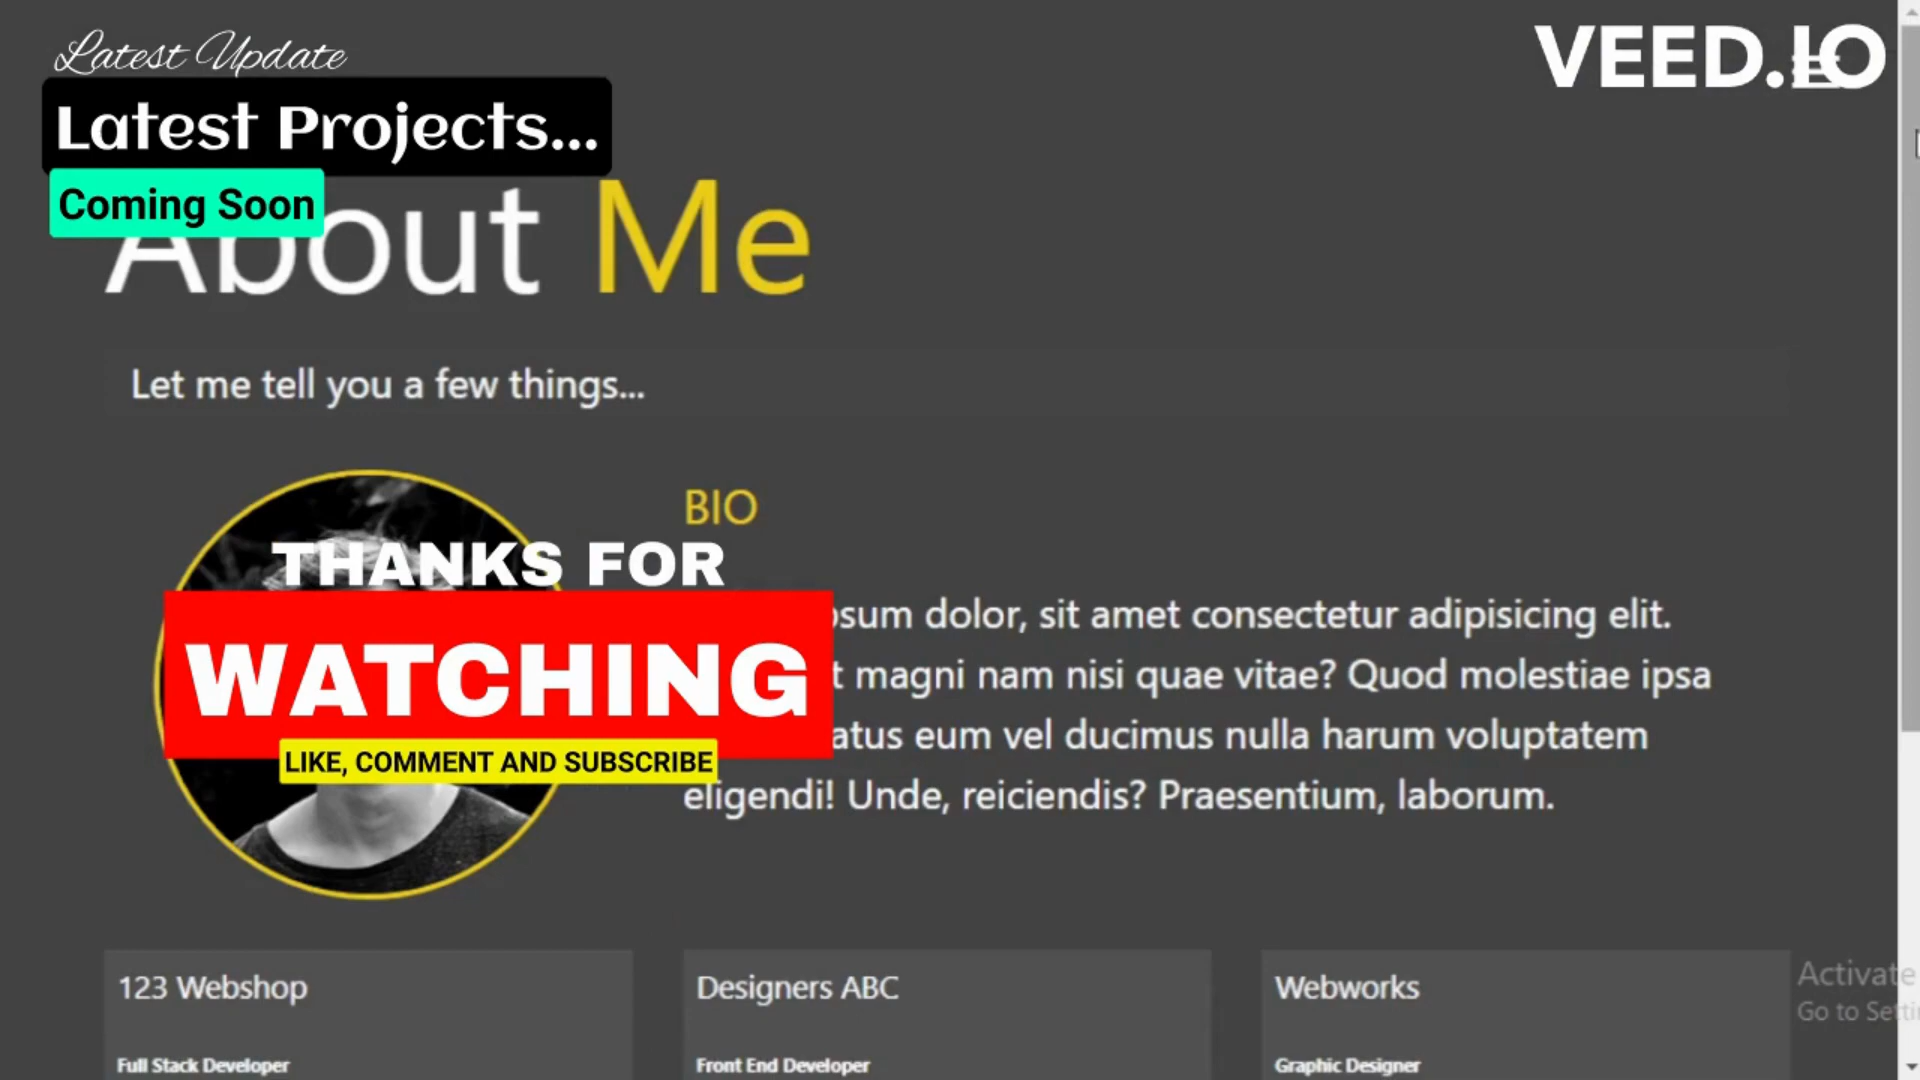 Latest Update
VEED.IO
Latest Projects...
Coming Soon
About Me
Let me tell you a few things...
BIO
THANKS FOR
WATCHING
LIKE, COMMENT AND SUBSCRIBE
dolor, sit amet consectetur adipisicing elit.
magni nam nisi quae vitae? Quod molestiae ipsa
eum vel ducimus nulla harum voluptatem
eligendi! Unde, reiciendis? Praesentium, laborum.
123 Webshop
Designers ABC
Webworks
Full Stack Developer
Front End Developer
Graphic Designer
Activate
Go to